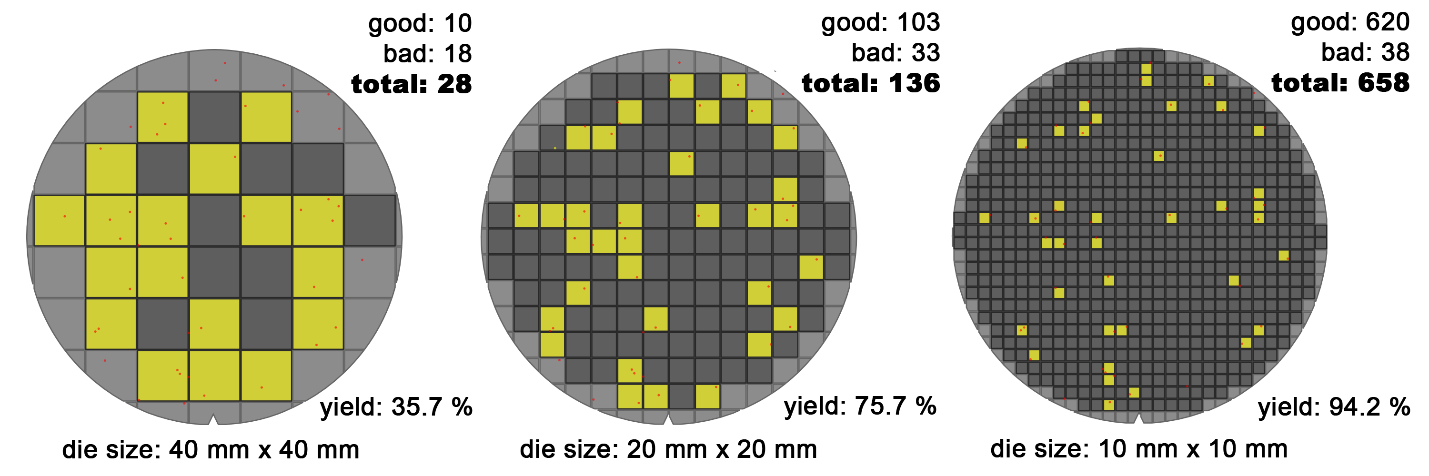 good: 10
bad: 18
total: 28
yield: 35.7 %
die size: 40 mm x 40 mm
good: 103
bad: 33
total: 136
yield: 75.7 %
die size: 20 mm x 20 mm
good: 620
bad: 38
total: 658
yield: 94.2 %
die size: 10 mm x 10 mm